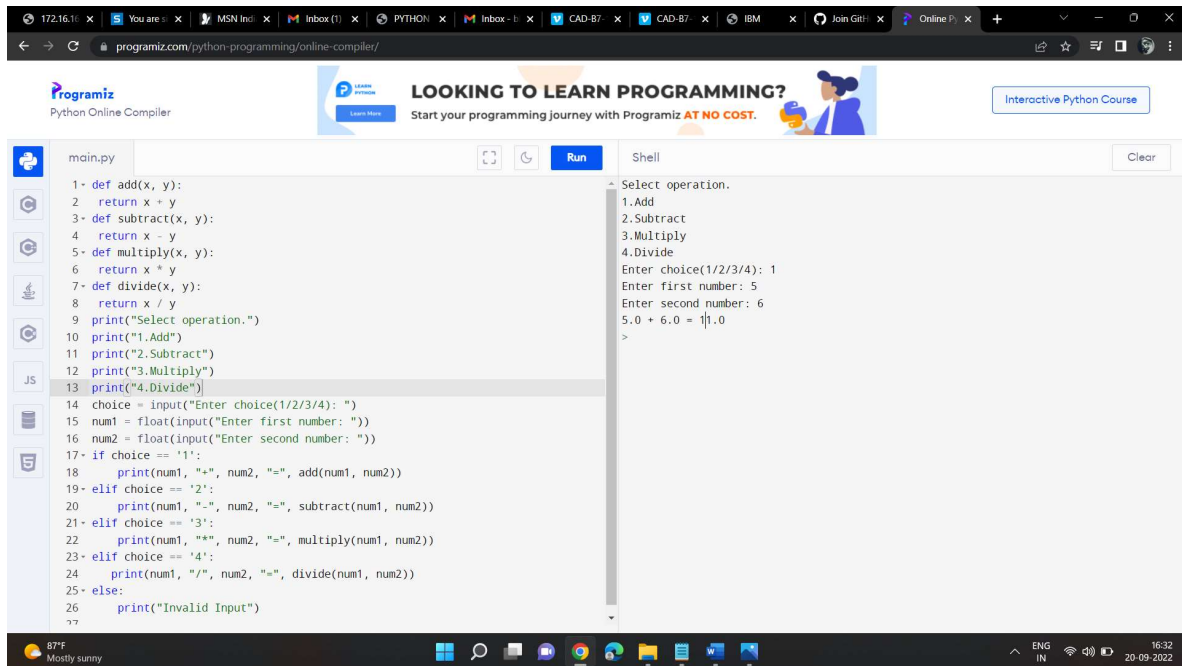 172.16.16
You are s
MSN Indi
Inbox (1)
PYTHON
Inbox - b
CAD-B7-
CAD-B7-
IBM
Join GitH
Online Py
programiz.com/python-programming/online-compiler/
Programiz
Python Online Compiler
LEARN PYTHON
Learn More
LOOKING TO LEARN PROGRAMMING?
Start your programming journey with Programiz AT NO COST.
Interactive Python Course
main.py
Run
Shell
Clear
JS
1 def add(x, y):
2 return x + y
3 def subtract(x, y):
4 return x - y
5 def multiply(x, y):
6 return x * y
7 def divide(x, y):
8 return x / y
9 print("Select operation.")
10 print("1.Add")
11 print("2.Subtract")
12 print("3.Multiply")
13 print("4.Divide")
14 choice = input("Enter choice(1/2/3/4): ")
15 num1 = float(input("Enter first number: "))
16 num2 = float(input("Enter second number: "))
17 if choice == '1':
18 print(num1, "+", num2, "=", add(num1, num2))
19 elif choice == '2':
20 print(num1, "-", num2, "=", subtract(num1, num2))
21 elif choice == '3':
22 print(num1, "*", num2, "=", multiply(num1, num2))
23 elif choice == '4':
24 print(num1, "/", num2, "=", divide(num1, num2))
25 else:
26 print("Invalid Input")
27
Select operation.
1.Add
2.Subtract
3.Multiply
4.Divide
Enter choice(1/2/3/4): 1
Enter first number: 5
Enter second number: 6
5.0 + 6.0 = 11.0
>
87°F
Mostly sunny
ENG
IN
16:32
20-09-2022